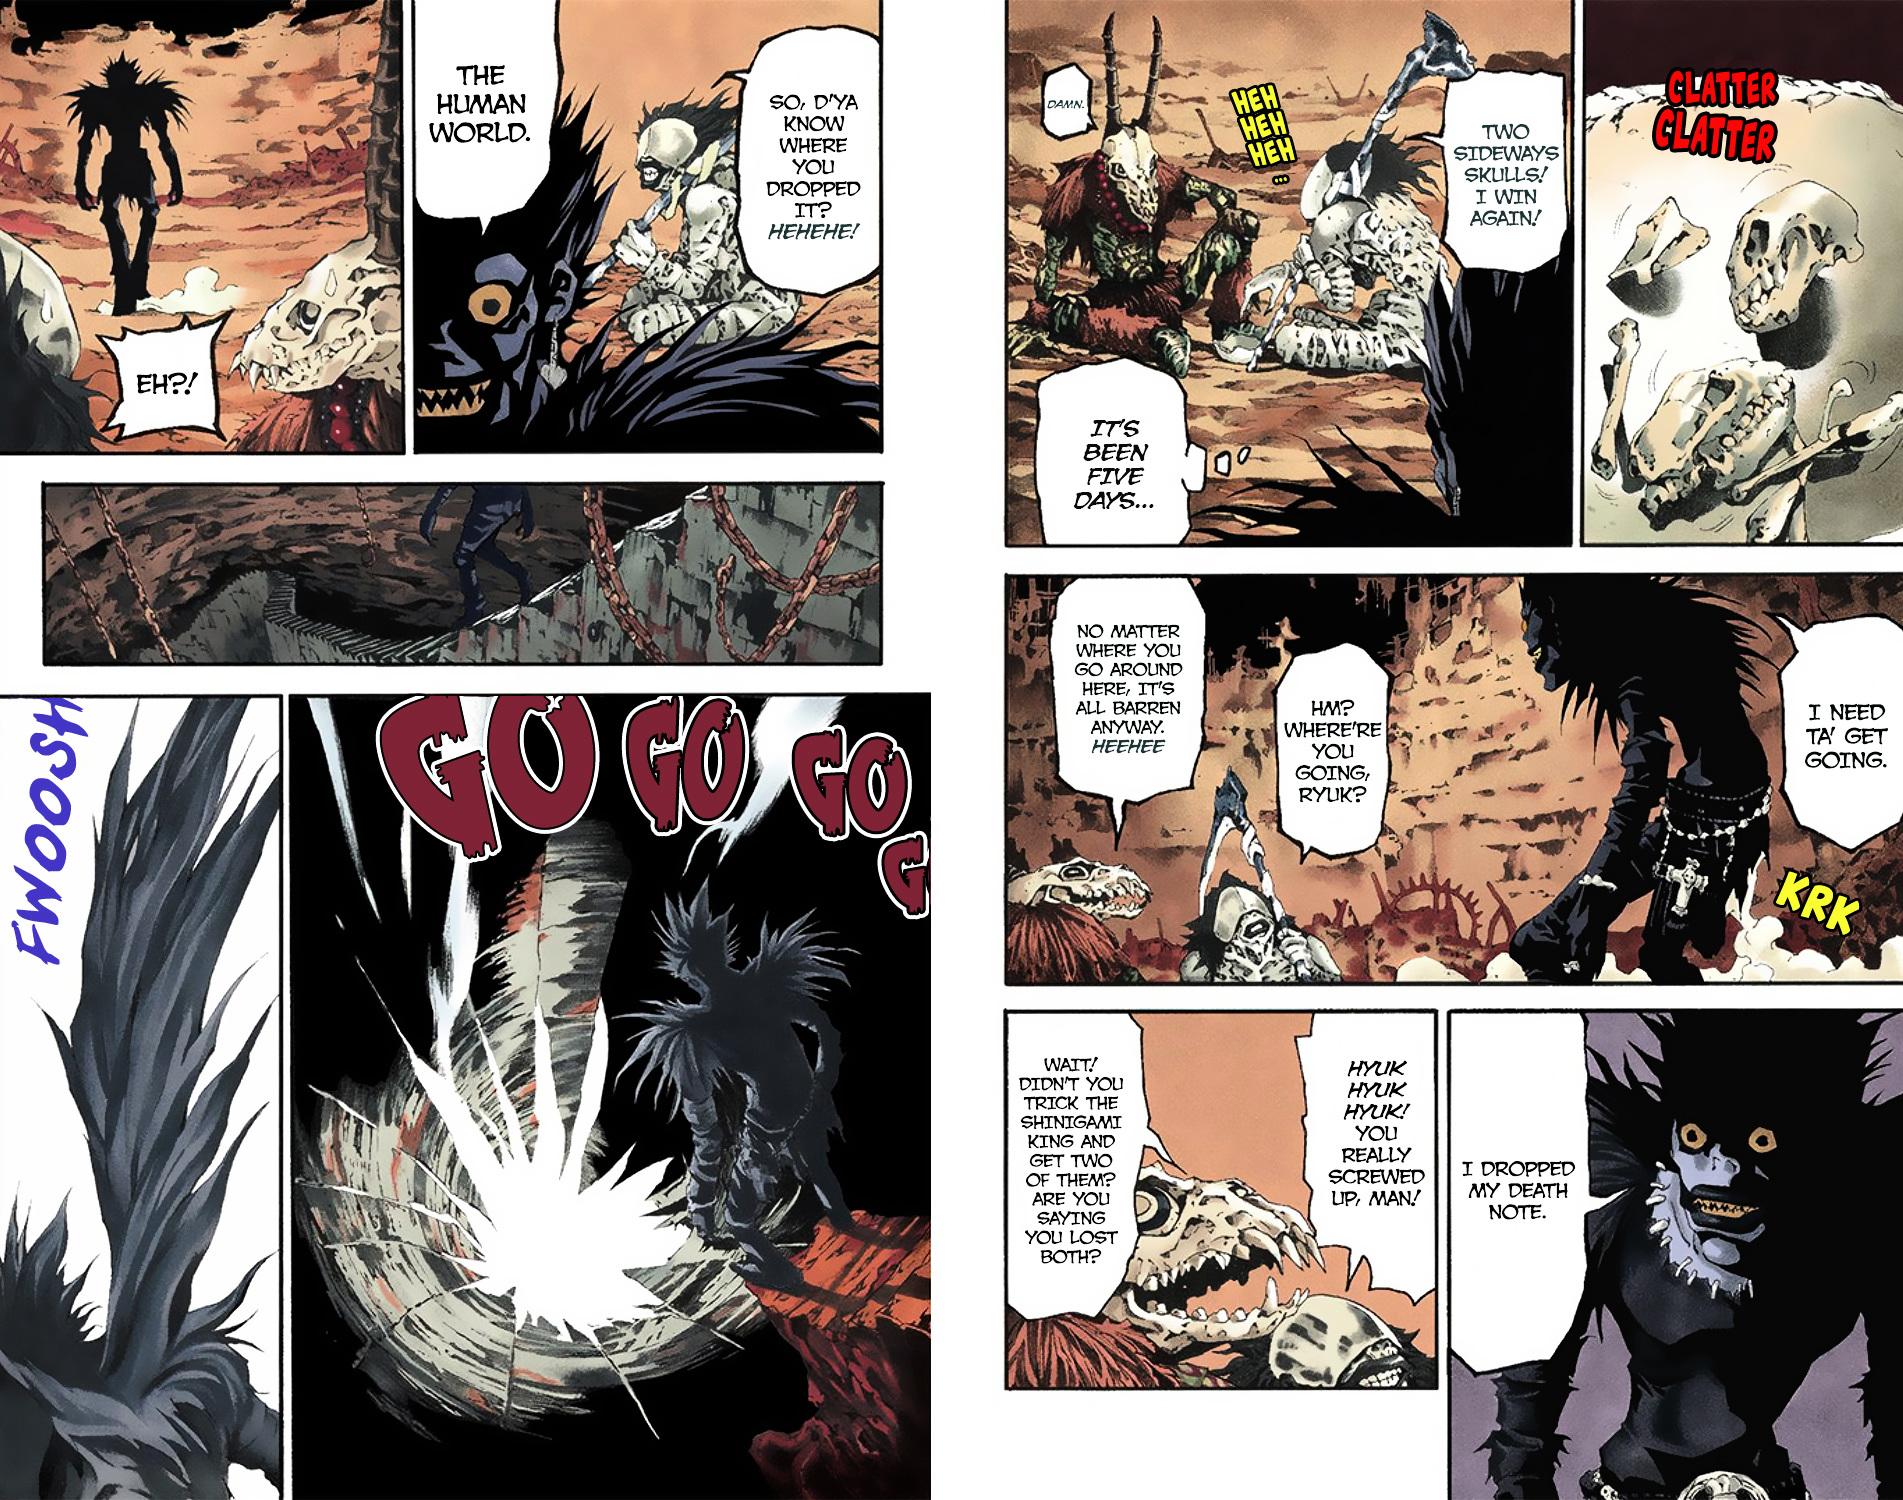 CLATTER
CLATTER
TWO
SIDEWAYS
SKULLS!
I WIN
AGAIN!
HEH
HEH
HEH
...
DAMN.
IT'S
BEEN
FIVE
DAYS...
I NEED
TA' GET
GOING.
KRK
HM?
WHERE'RE
YOU
GOING,
RYUK?
NO MATTER
WHERE YOU
GO AROUND
HERE, IT'S
ALL BARREN
ANYWAY.
HEEHEE
I DROPPED
MY DEATH
NOTE.
HYUK
HYUK
HYUK!
YOU
REALLY
SCREWED
UP, MAN!
WAIT!
DIDN'T YOU
TRICK THE
SHINIGAMI
KING AND
GET TWO
OF THEM?
ARE YOU
SAYING
YOU LOST
BOTH?
SO, D'YA
KNOW
WHERE
YOU
DROPPED
IT?
HEHEHE!
THE
HUMAN
WORLD.
EH?!
GO GO GO
GO
FWOOSH